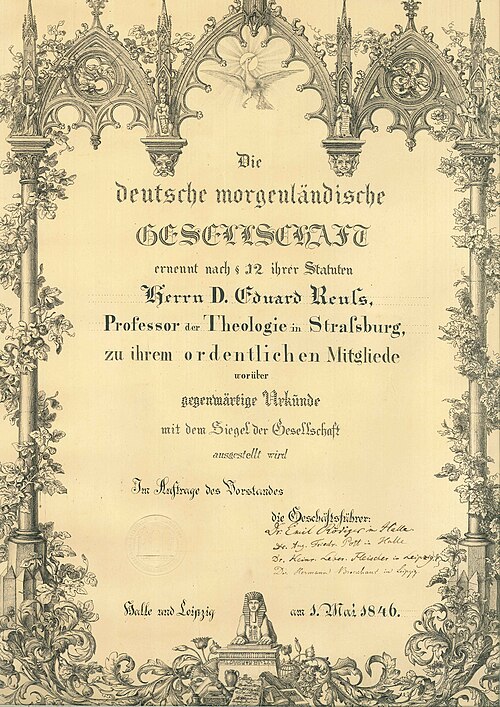 Die
deutsche morgenländische
GESELLSCHAFT
ernennt nach § 12 ihrer Statuten
Herrn D. Eduard Reuſs,
Professor der Theologie in Straſsburg,
zu ihrem ordentlichen Mitgliede
worüber
gegenwärtige Urkunde
mit dem Siegel der Gesellschaft
ausgestellt wird
Im Auftrage des Vorstandes
die Geschäftsführer:
Dr. Emil Rödiger in Halle
Dr. Aug. Friedr. Pott in Halle
Dr. Heinr. Leber. Fleischer in Leipzig
Dr. Hermann Brockhaus in Leipzig
Halle und Leipzig am 1. Mai 1846.